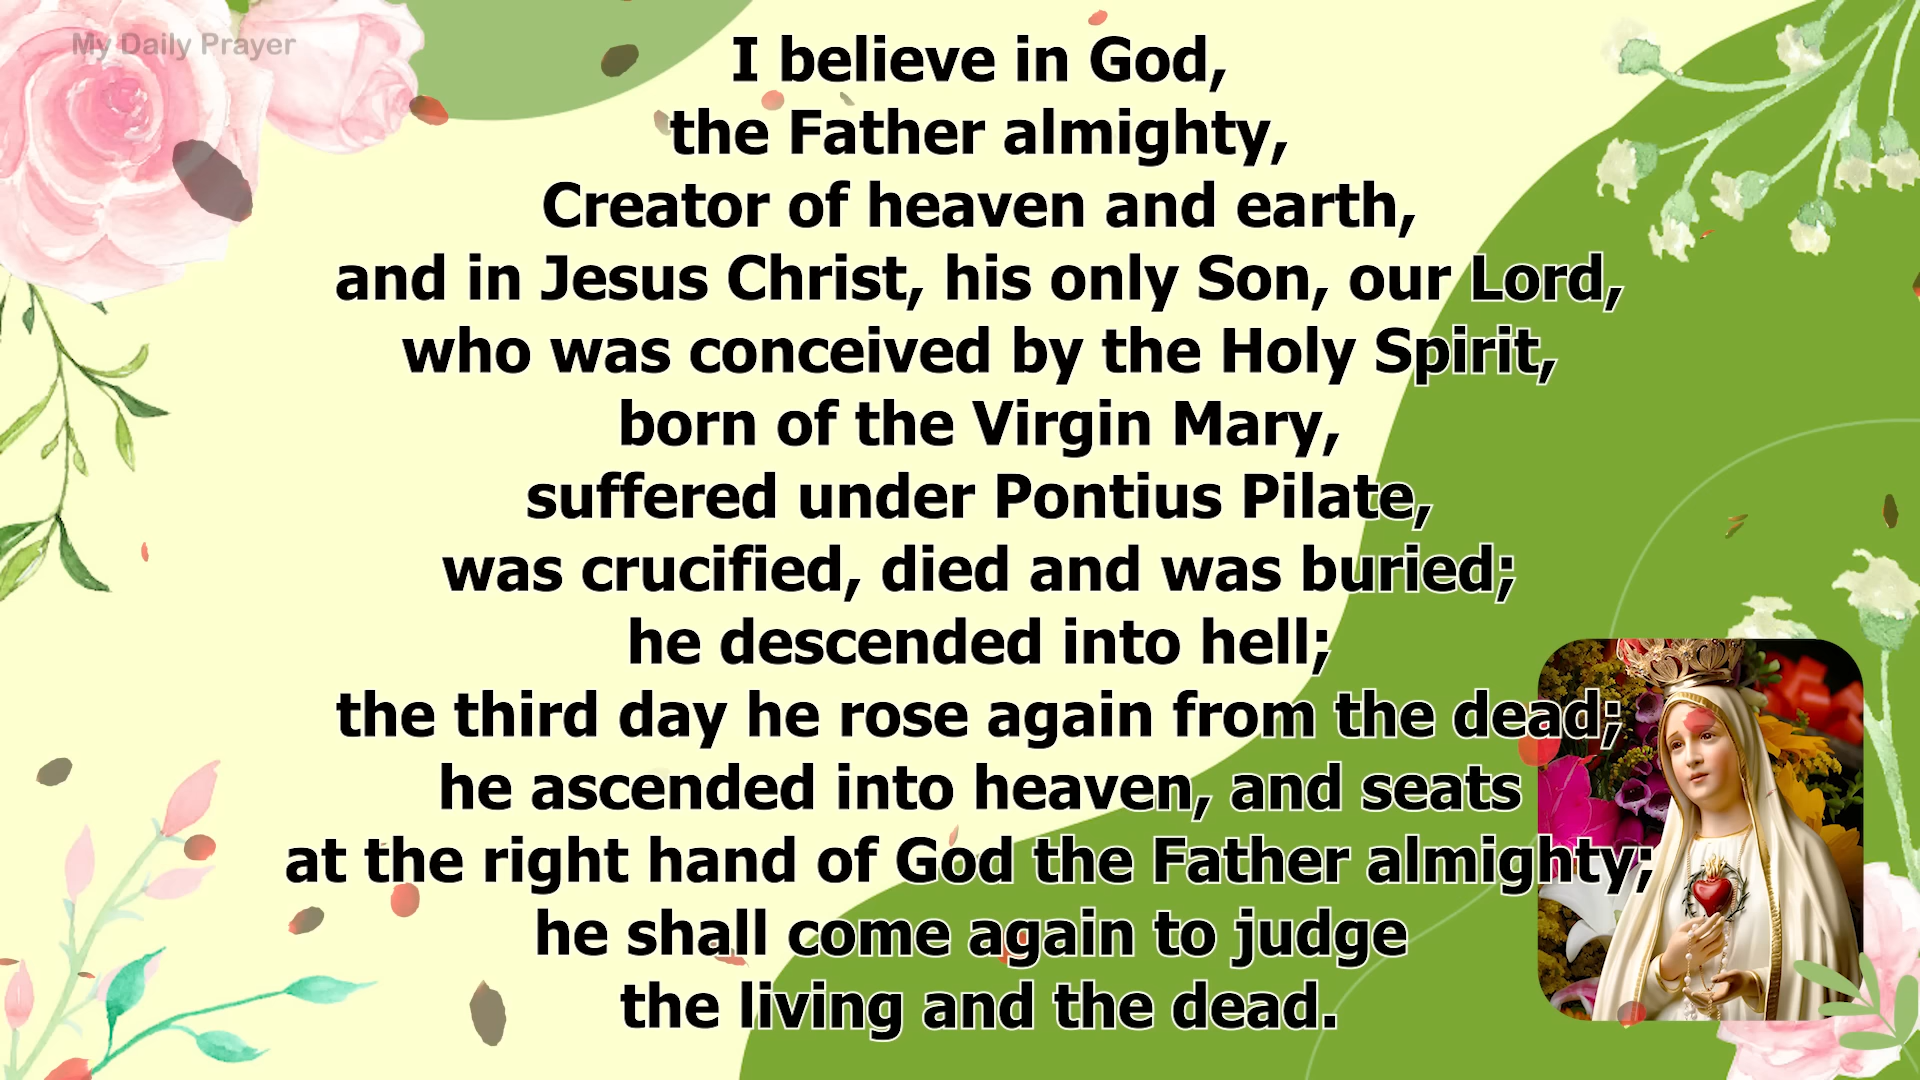 My Daily Prayer
I believe in God,
the Father almighty,
Creator of heaven and earth,
and in Jesus Christ, his only Son, our Lord,
who was conceived by the Holy Spirit,
born of the Virgin Mary,
suffered under Pontius Pilate,
was crucified, died and was buried;
he descended into hell;
the third day he rose again from the dead;
he ascended into heaven, and seats
at the right hand of God the Father almighty;
he shall come again to judge
the living and the dead.